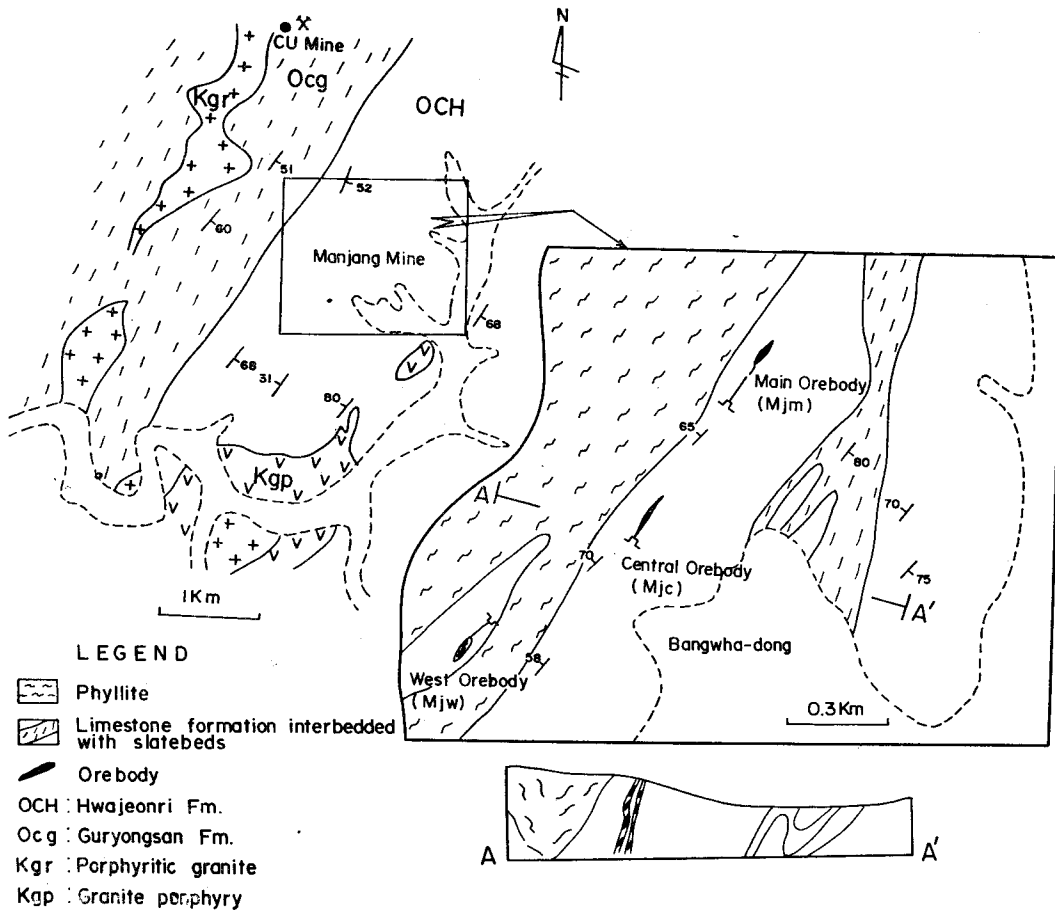 N
CU Mine
Ocg
Kgr
OCH
51
52
60
Manjang Mine
68
68
31
80
Kgp
1Km
Main Orebody
(Mjm)
65
80
A
70
70
Central Orebody
(Mjc)
75
A'
Bangwha-dong
58
West Orebody
(Mjw)
0.3Km
LEGEND
Phyllite
Limestone formation interbedded
with slatebeds
Orebody
OCH : Hwajeonri Fm.
Ocg : Guryongsan Fm.
Kgr : Porphyritic granite
Kgp : Granite porphyry
A
A'